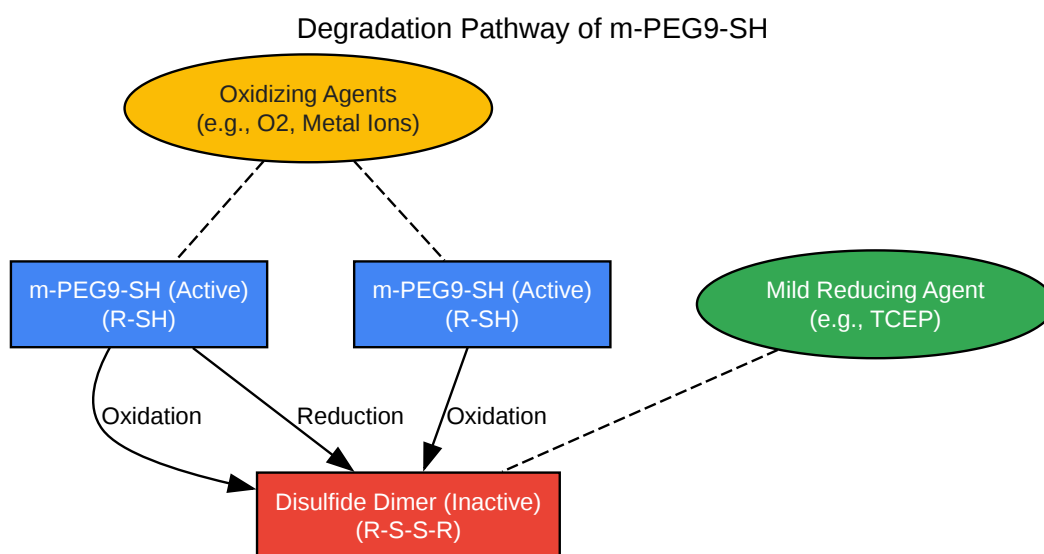 Degradation Pathway of m-PEG9-SH
Oxidizing Agents
(e.g., O2, Metal Ions)
m-PEG9-SH (Active)
(R-SH)
m-PEG9-SH (Active)
(R-SH)
Mild Reducing Agent
(e.g., TCEP)
Oxidation
Reduction
Oxidation
Disulfide Dimer (Inactive)
(R-S-S-R)